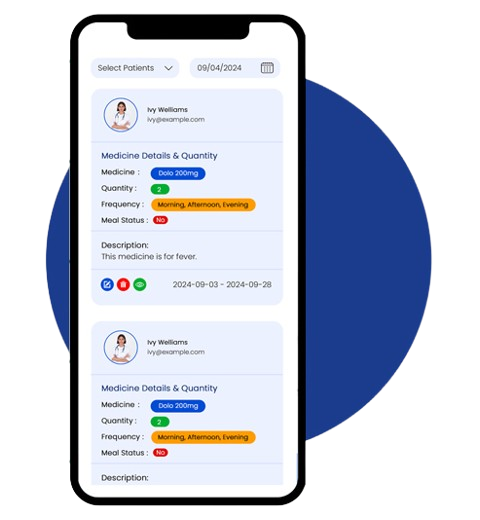 Select Patients
09/04/2024
Ivy Welliams
ivy@example.com
Medicine Details & Quantity
Medicine : Dolo 200mg
Quantity : 2
Frequency : Morning, Afternoon, Evening
Meal Status : No
Description:
This medicine is for fever.
2024-09-03 - 2024-09-28
Ivy Welliams
ivy@example.com
Medicine Details & Quantity
Medicine : Dolo 200mg
Quantity : 2
Frequency : Morning, Afternoon, Evening
Meal Status : No
Description: